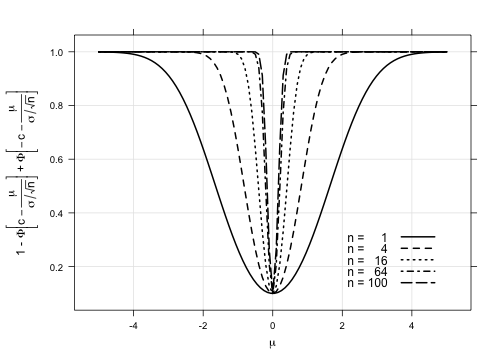 1 - Φ[c - μ/(σ/√n)] + Φ[-c - μ/(σ/√n)]
1.0
0.8
0.6
0.4
0.2
n = 1
n = 4
n = 16
n = 64
n = 100
-4 -2 0 2 4
μ